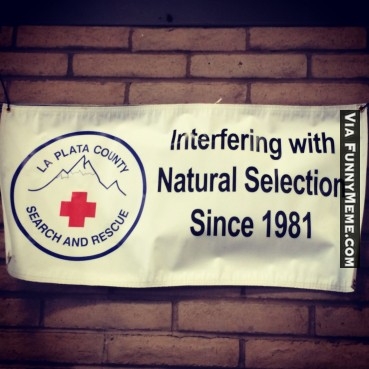 LA PLATA COUNTY
SEARCH AND RESCUE
Interfering with
Natural Selection
Since 1981
VIA FUNNYMEME.COM